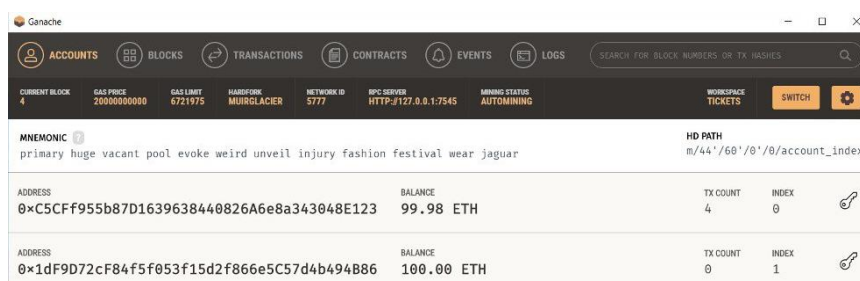 Ganache
ACCOUNTS BLOCKS TRANSACTIONS CONTRACTS EVENTS LOGS SEARCH FOR BLOCK NUMBERS OR TX HASHES
CURRENT BLOCK GAS PRICE GAS LIMIT HARDFORK NETWORK ID RPC SERVER MINING STATUS WORKSPACE
4 20000000000 6721975 MUIRGLACIER 5777 HTTP://127.0.0.1:7545 AUTOMINING TICKETS SWITCH
MNEMONIC ? HD PATH
primary huge vacant pool evoke weird unveil injury fashion festival wear jaguar m/44'/60'/0'/0/account_index
ADDRESS BALANCE TX COUNT INDEX
0xC5CFf955b87D1639638440826A6e8a343048E123 99.98 ETH 4 0
ADDRESS BALANCE TX COUNT INDEX
0x1dF9D72cF84f5f053f15d2f866e5C57d4b494B86 100.00 ETH 0 1